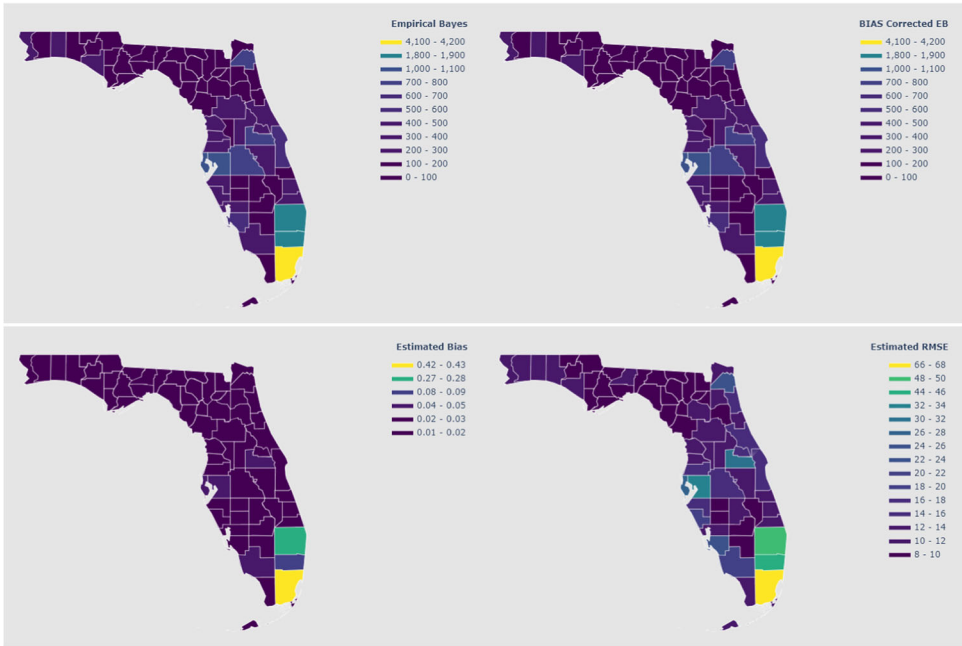 Empirical Bayes
4,100 - 4,200
1,800 - 1,900
1,000 - 1,100
700 - 800
600 - 700
500 - 600
400 - 500
300 - 400
200 - 300
100 - 200
0 - 100
BIAS Corrected EB
4,100 - 4,200
1,800 - 1,900
1,000 - 1,100
700 - 800
600 - 700
500 - 600
400 - 500
300 - 400
200 - 300
100 - 200
0 - 100
Estimated Bias
0.42 - 0.43
0.27 - 0.28
0.08 - 0.09
0.04 - 0.05
0.02 - 0.03
0.01 - 0.02
Estimated RMSE
66 - 68
48 - 50
44 - 46
32 - 34
30 - 32
26 - 28
24 - 26
22 - 24
20 - 22
18 - 20
16 - 18
14 - 16
12 - 14
10 - 12
8 - 10